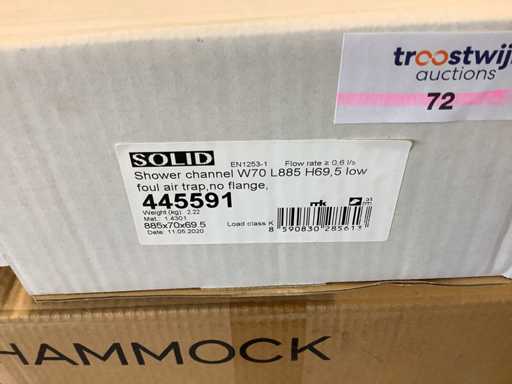 troostwijk
auctions
72
SOLID EN1253-1 Flow rate ≥ 0,6 l/s
Shower channel W70 L885 H69,5 low
foul air trap,no flange,
445591
Weight (kg): 2.22
Mat.: 1.4301
885x70x69.5
Date: 11.05.2020
Load class K
8 590830 285613
HAMMOCK